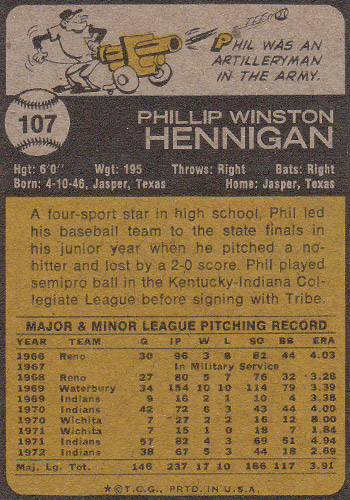 PHIL WAS AN
ARTILLERYMAN
IN THE ARMY.
107
PHILLIP WINSTON
HENNIGAN
Hgt: 6'0" Wgt: 195 Throws: Right Bats: Right
Born: 4-10-46, Jasper, Texas Home: Jasper, Texas
A four-sport star in high school, Phil led
his baseball team to the state finals in
his junior year when he pitched a no-
hitter and lost by a 2-0 score. Phil played
semipro ball in the Kentucky-Indiana Col-
legiate League before signing with Tribe.
MAJOR & MINOR LEAGUE PITCHING RECORD
YEAR TEAM G IP W L SO BB ERA
1966 Reno 30 96 3 8 82 44 4.03
1967 In Military Service
1968 Reno 27 80 5 7 76 32 3.26
1969 Waterbury 34 154 10 10 114 79 3.39
1969 Indians 9 16 2 1 10 4 3.38
1970 Indians 42 72 6 3 43 44 4.00
1970 Wichita 7 27 2 2 16 12 8.00
1971 Wichita 7 15 1 0 18 7 1.84
1971 Indians 57 82 4 3 69 51 4.94
1972 Indians 38 67 5 3 44 18 2.69
Maj. Lg. Tot. 146 237 17 10 166 117 3.91
★©T.C.G., PRTD. IN U.S.A.